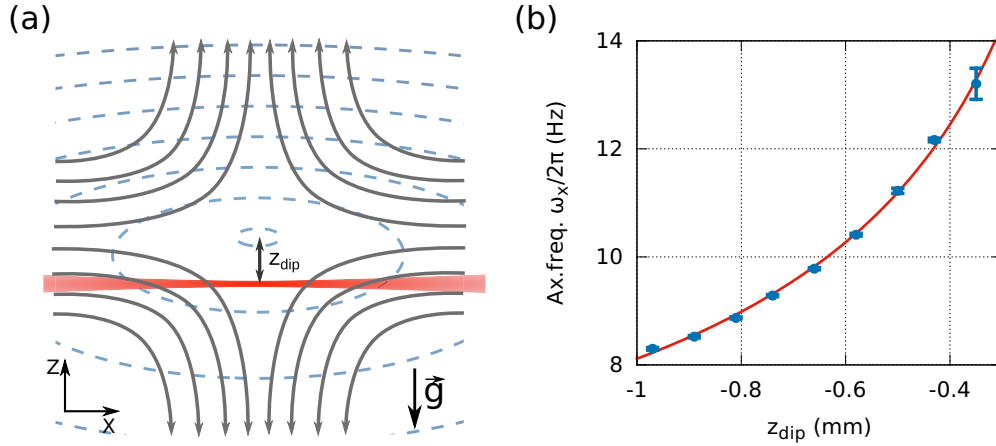 (a)
z_dip
z
x
g⃗
(b)
Ax.freq. ω_x/2π (Hz)
14
12
10
8
-1
-0.8
-0.6
-0.4
z_dip (mm)